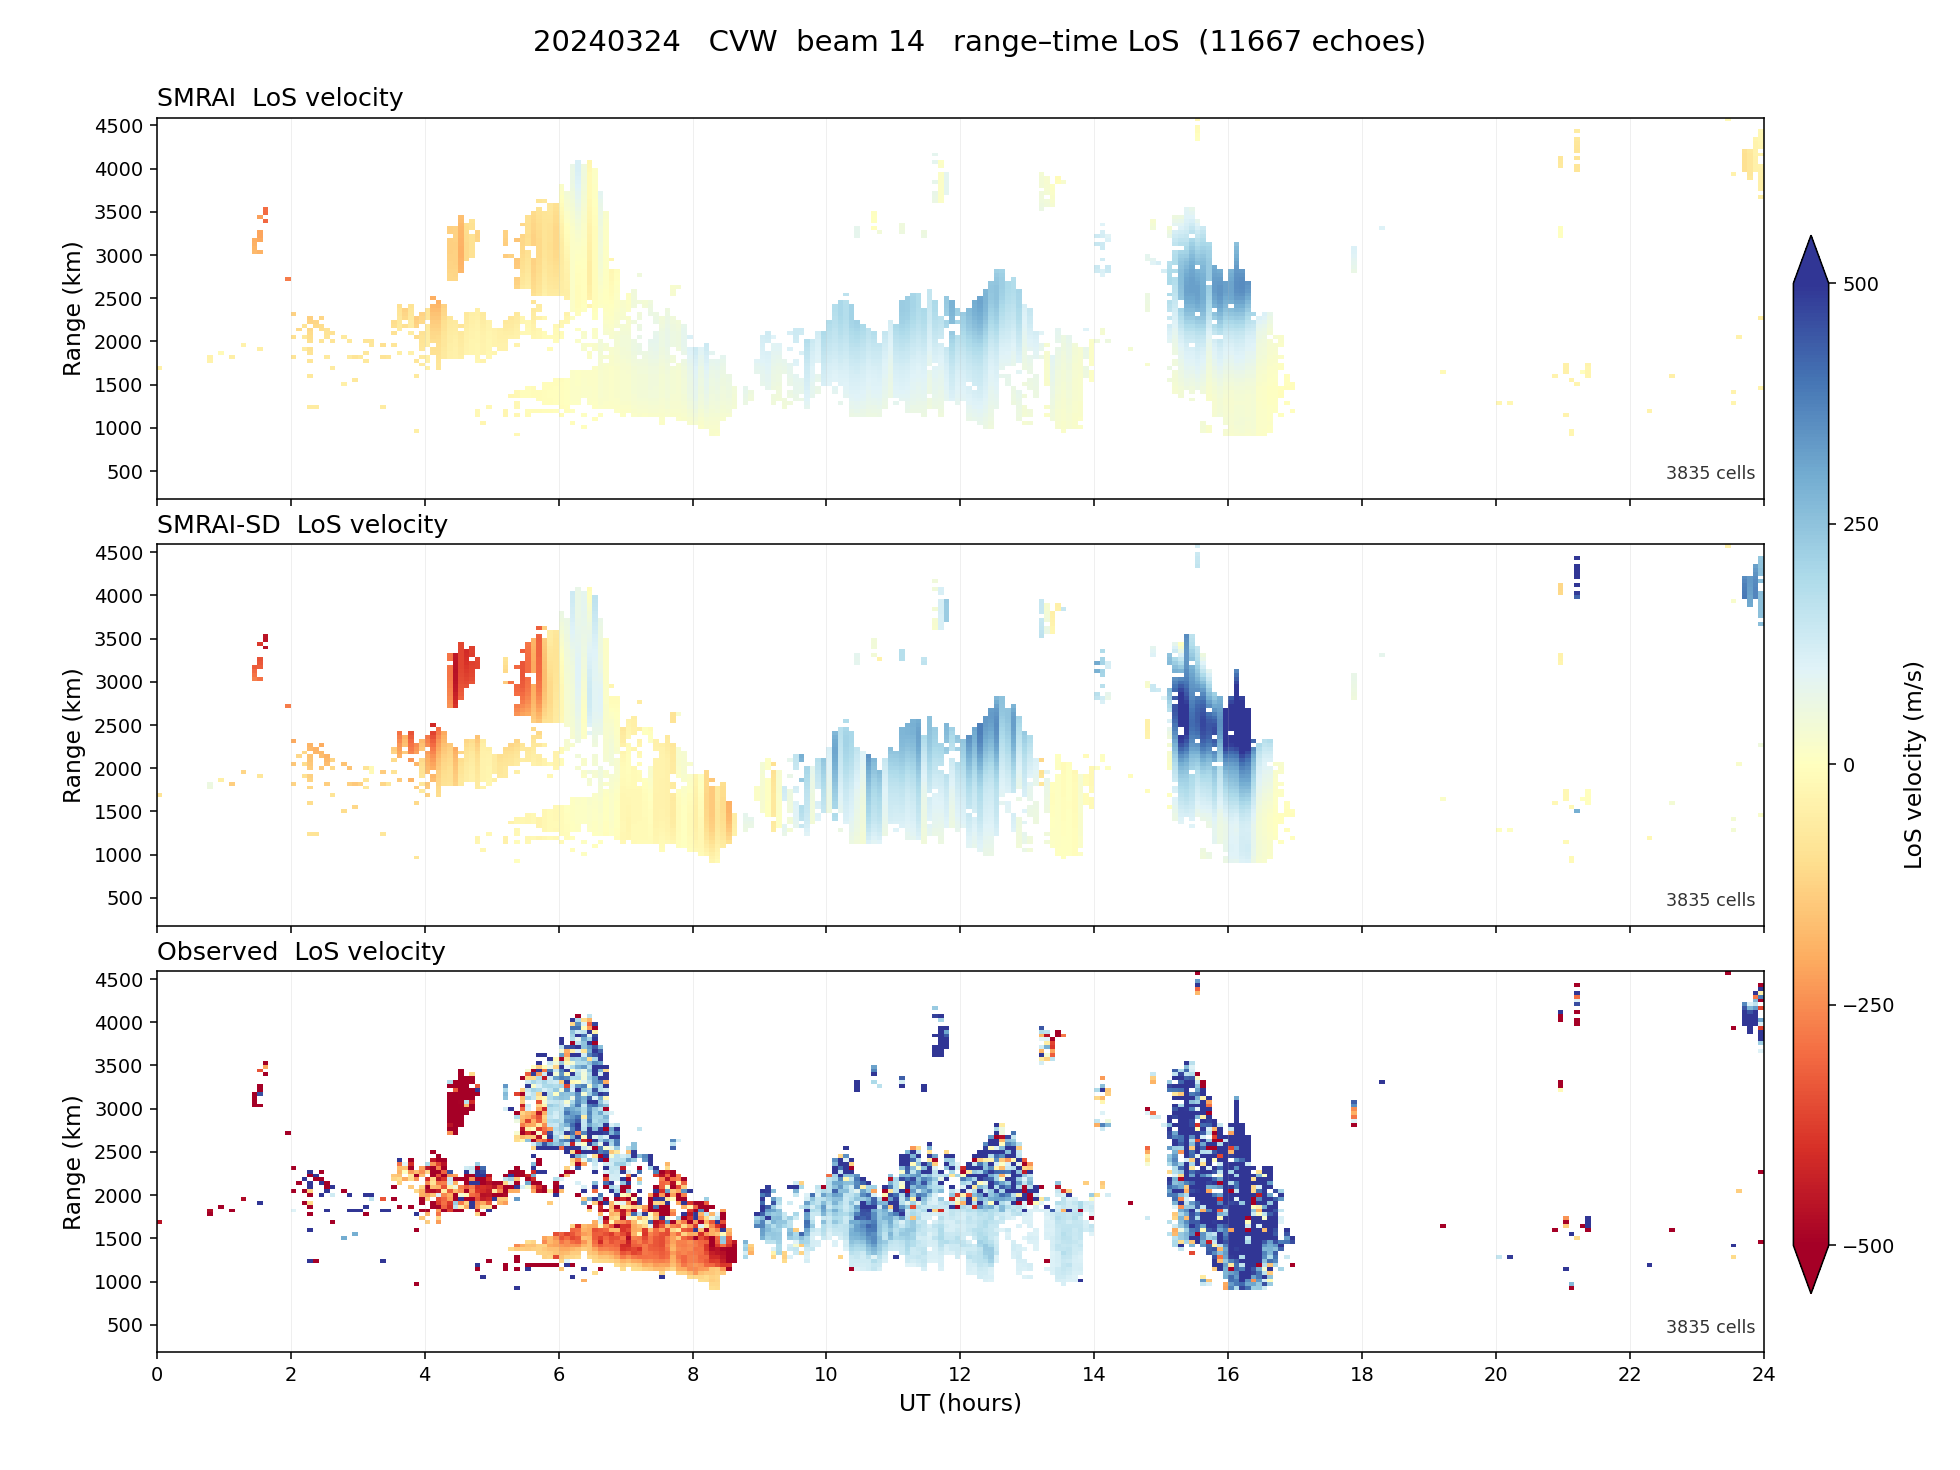 20240324   CVW  beam 14   range–time LoS  (11667 echoes)
SMRAI  LoS velocity
4500
4000
3500
3000
2500
2000
1500
1000
500
Range (km)
3835 cells
SMRAI-SD  LoS velocity
4500
4000
3500
3000
2500
2000
1500
1000
500
Range (km)
3835 cells
Observed  LoS velocity
4500
4000
3500
3000
2500
2000
1500
1000
500
Range (km)
3835 cells
0 2 4 6 8 10 12 14 16 18 20 22 24
UT (hours)
500
250
0
−250
−500
LoS velocity (m/s)